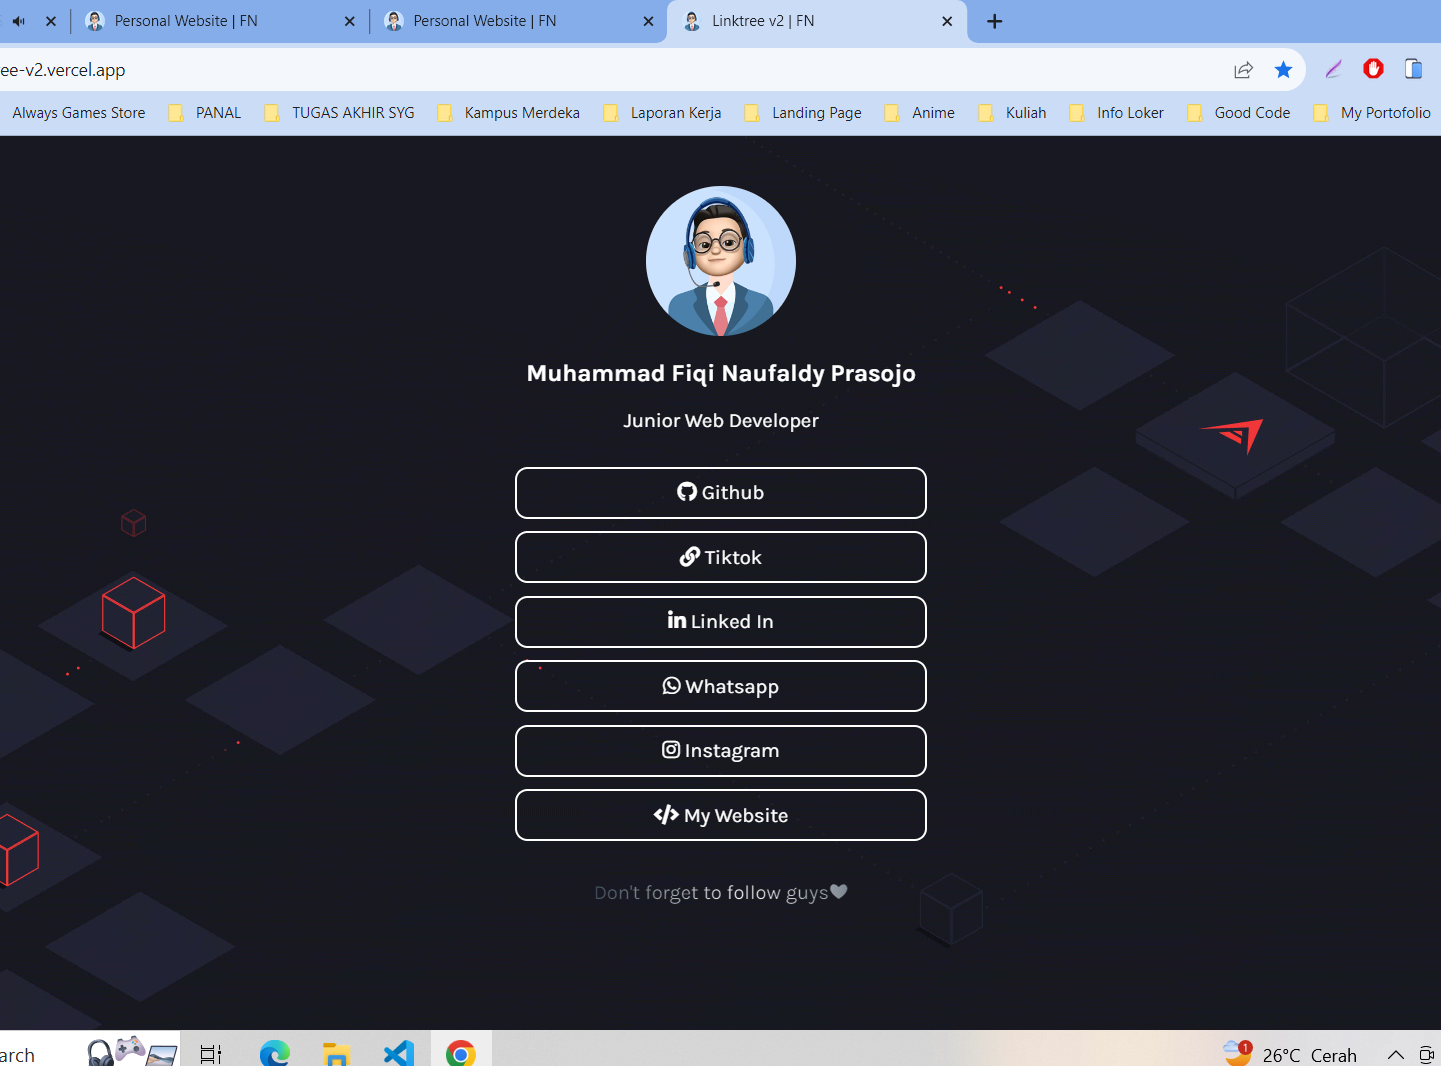 Personal Website | FN
Personal Website | FN
Linktree v2 | FN
ee-v2.vercel.app
Always Games Store
PANAL
TUGAS AKHIR SYG
Kampus Merdeka
Laporan Kerja
Landing Page
Anime
Kuliah
Info Loker
Good Code
My Portofolio
Muhammad Fiqi Naufaldy Prasojo
Junior Web Developer
Github
Tiktok
Linked In
Whatsapp
Instagram
My Website
Don't forget to follow guys
arch
1
26°C Cerah